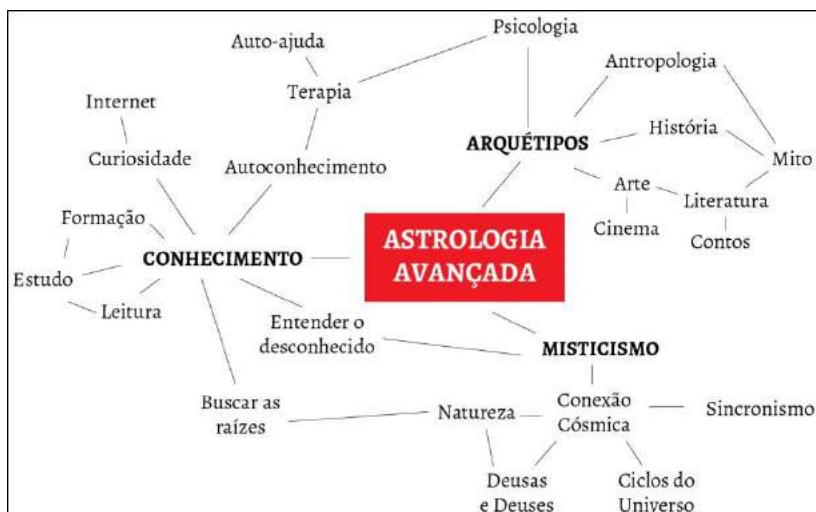 Psicologia
Auto-ajuda
Antropologia
Terapia
Internet
História
ARQUÉTIPOS
Curiosidade
Autoconhecimento
Mito
Arte
Literatura
Formação
Cinema
Contos
ASTROLOGIA
AVANÇADA
CONHECIMENTO
Estudo
Leitura
Entender o
desconhecido
MISTICISMO
Buscar as
raízes
Natureza
Conexão
Cósmica
Sincronismo
Deusas
e Deuses
Ciclos do
Universo